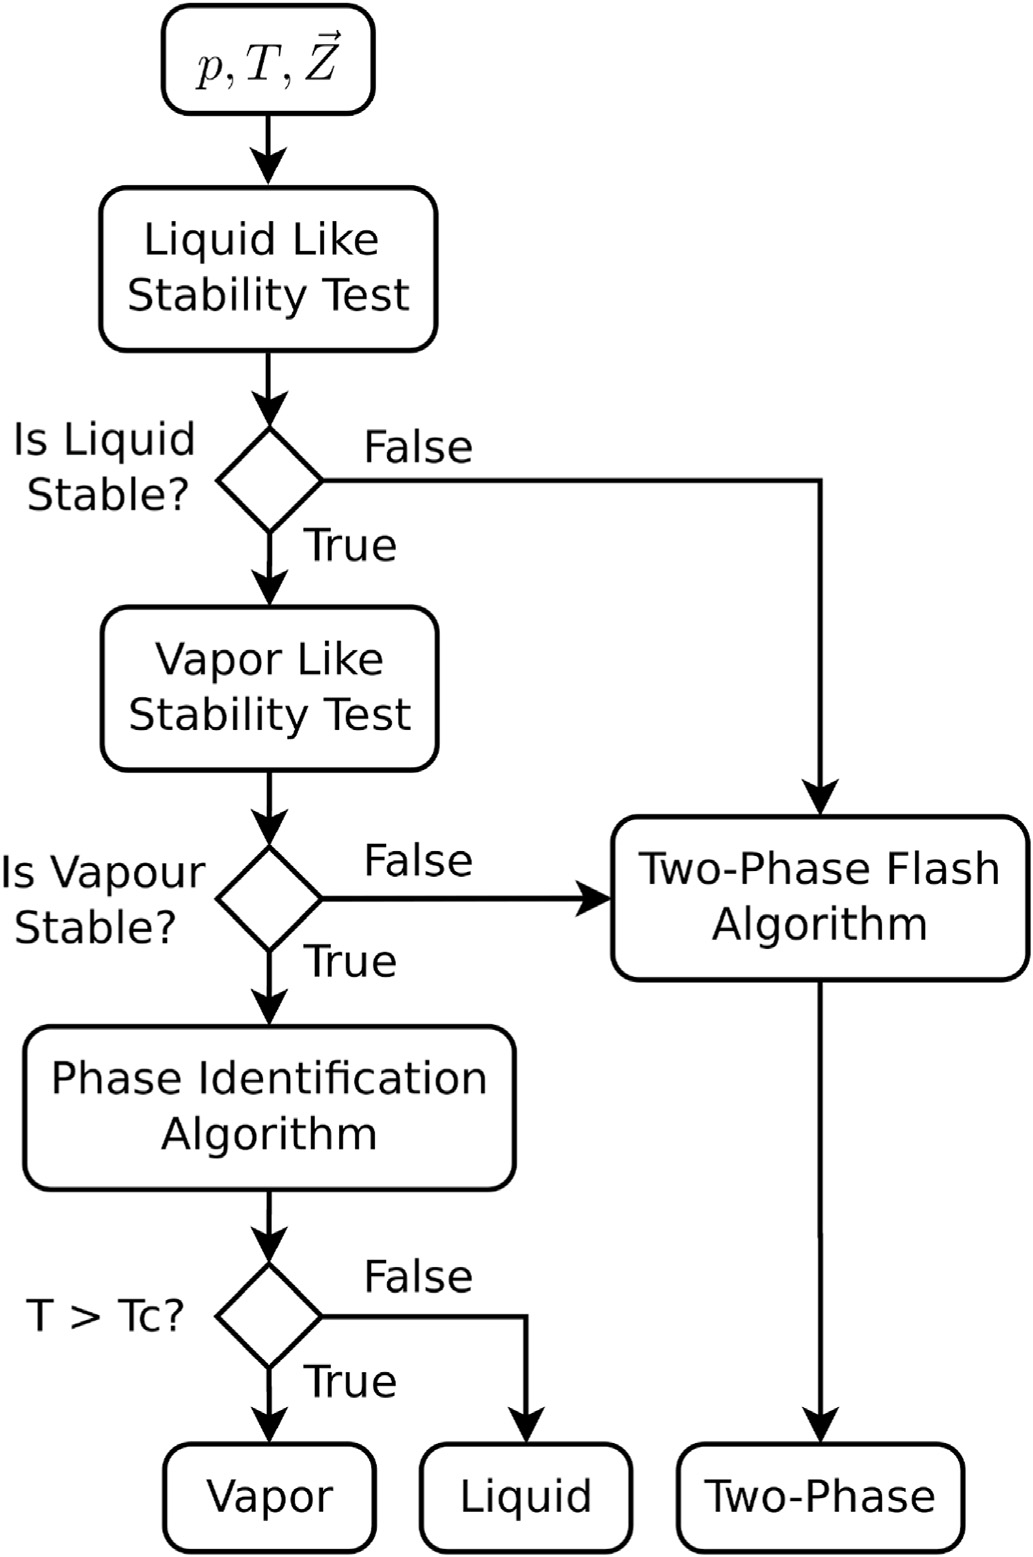 p, T, Z⃗
Liquid Like
Stability Test
Is Liquid
Stable?
False
True
Vapor Like
Stability Test
Is Vapour
Stable?
False
True
Two-Phase Flash
Algorithm
Phase Identification
Algorithm
T > Tc?
False
True
Vapor
Liquid
Two-Phase